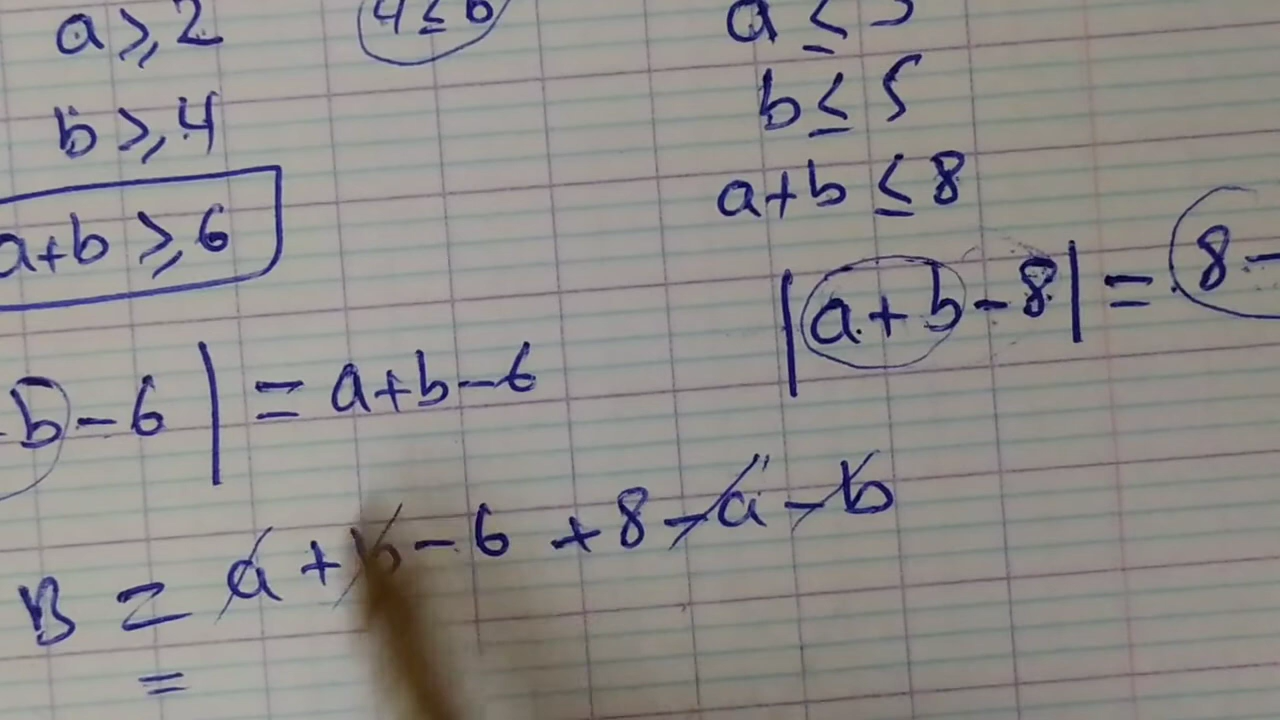 a ≥ 2
4 ≤ b
a ≤ 3
b ≥ 4
b ≤ 5
a+b ≤ 8
a+b ≥ 6
|a+b-8| = 8-
b-6| = a+b-6
B = a+b-6+8-a-b
=